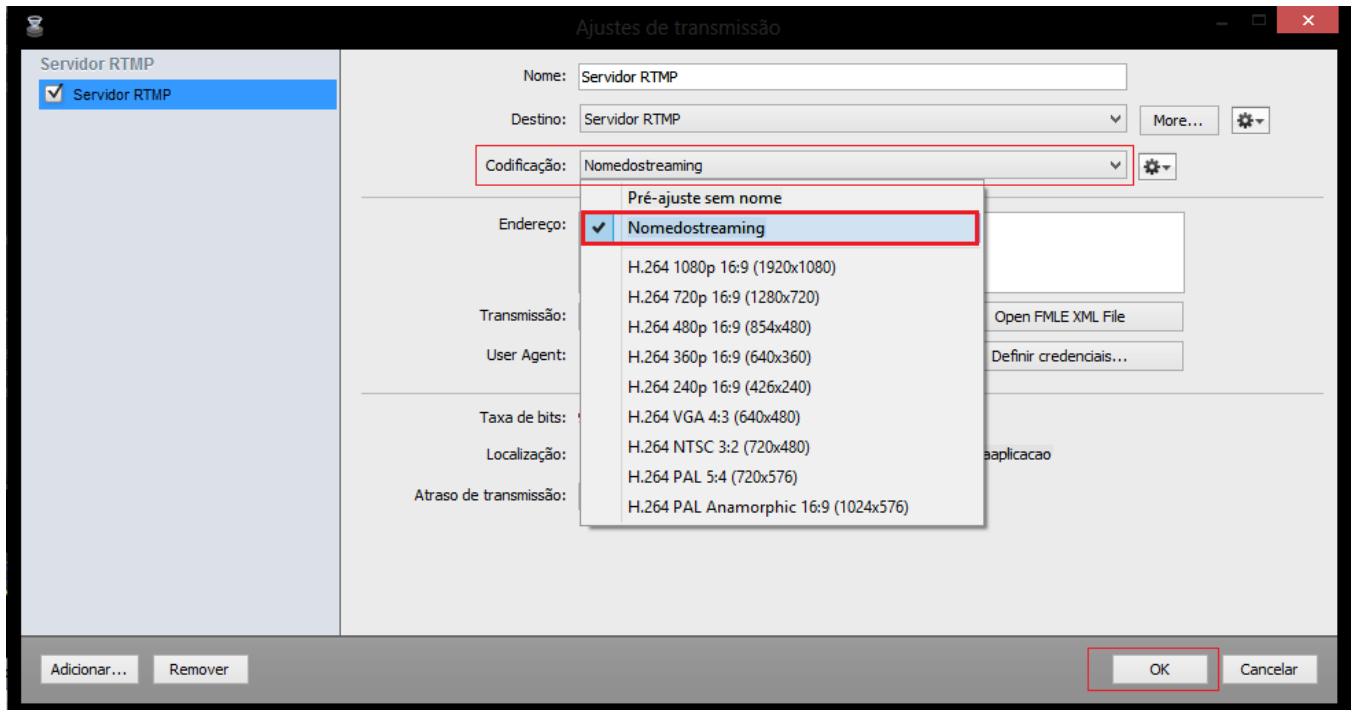 Ajustes de transmissão
Servidor RTMP
Servidor RTMP
Nome: Servidor RTMP
Destino: Servidor RTMP More...
Codificação: Nomedostreaming
Pré-ajuste sem nome
Endereço:
Nomedostreaming
H.264 1080p 16:9 (1920x1080)
H.264 720p 16:9 (1280x720)
Transmissão: Open FMLE XML File
H.264 480p 16:9 (854x480)
User Agent: H.264 360p 16:9 (640x360) Definir credenciais...
H.264 240p 16:9 (426x240)
Taxa de bits: H.264 VGA 4:3 (640x480)
H.264 NTSC 3:2 (720x480)
Localização: aaplicacao
H.264 PAL 5:4 (720x576)
Atraso de transmissão:
H.264 PAL Anamorphic 16:9 (1024x576)
Adicionar... Remover OK Cancelar